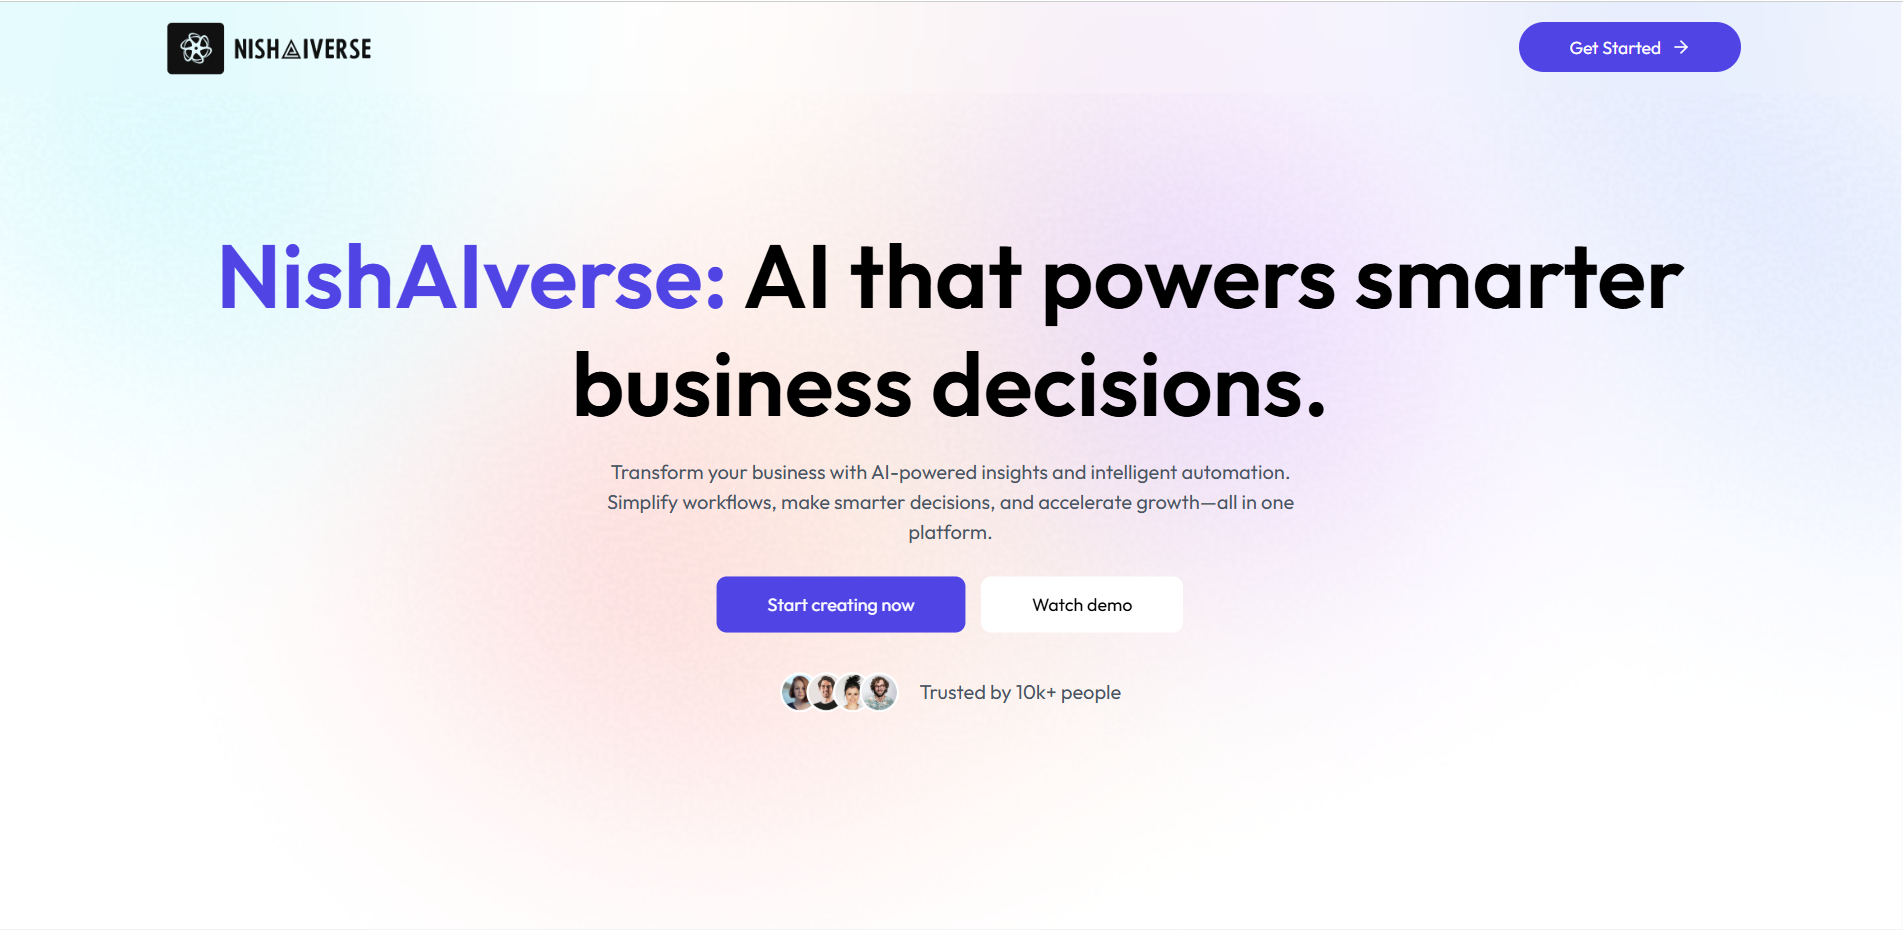 NISHAIVERSE
Get Started
NishAIverse: AI that powers smarter
business decisions.
Transform your business with AI-powered insights and intelligent automation.
Simplify workflows, make smarter decisions, and accelerate growth—all in one
platform.
Start creating now
Watch demo
Trusted by 10k+ people